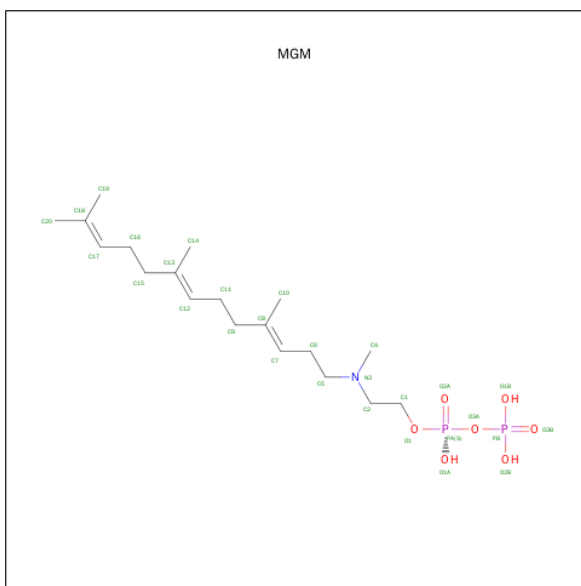 MGM
C19
C18
C20
C16
C14
C17
C13
C15
C11
C12
C10
C8
C9
C6
C4
C7
C5
N N3
C1
C2
O2A
O
O1B
OH
O1
O
P
PA(S)
O3A
O
P
PB
O
O3B
OH
O1A
OH
O2B